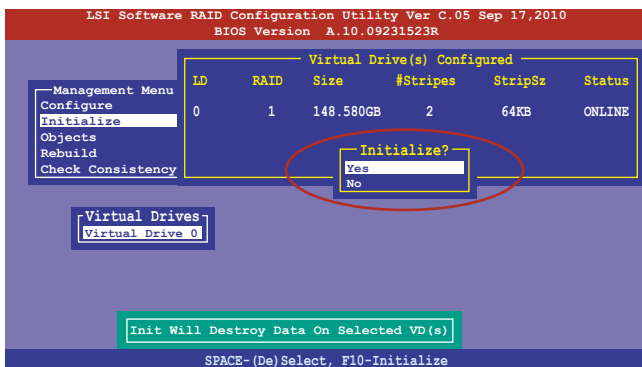 LSI Software RAID Configuration Utility Ver C.05 Sep 17,2010
BIOS Version A.10.09231523R
Virtual Drive(s) Configured
LD RAID Size #Stripes StripSz Status
0 1 148.580GB 2 64KB ONLINE
Management Menu
Configure
Initialize
Objects
Rebuild
Check Consistency
Initialize?
Yes
No
Virtual Drives
Virtual Drive 0
Init Will Destroy Data On Selected VD(s)
SPACE-(De)Select, F10-Initialize